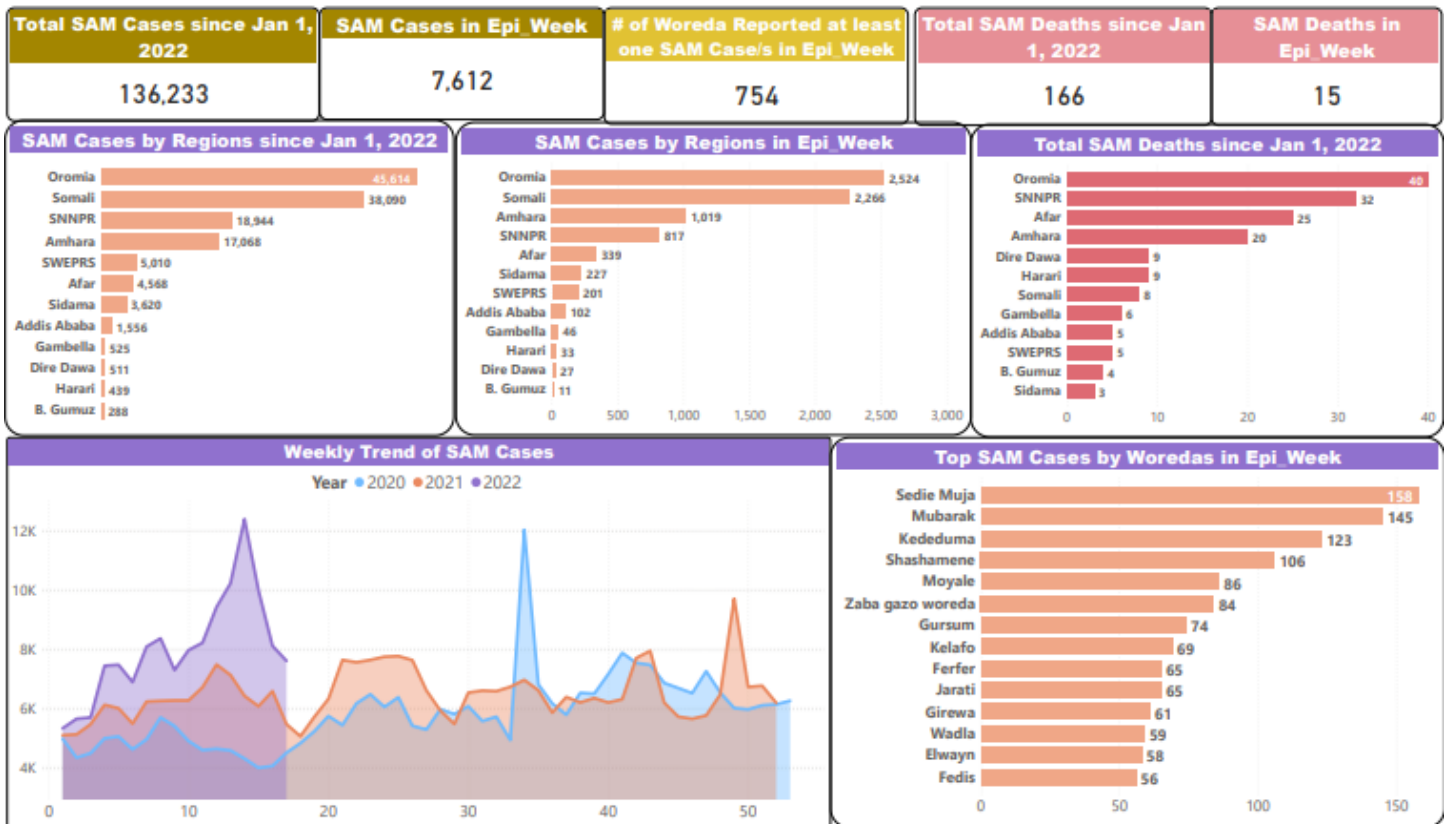 Total SAM Cases since Jan 1,
2022
136,233
SAM Cases in Epi_Week
7,612
# of Woreda Reported at least
one SAM Case/s in Epi_Week
754
Total SAM Deaths since Jan
1, 2022
166
SAM Deaths in
Epi_Week
15
SAM Cases by Regions since Jan 1, 2022
Oromia 45,614
Somali 38,090
SNNPR 18,944
Amhara 17,068
SWEPRS 5,010
Afar 4,568
Sidama 3,620
Addis Ababa 1,556
Gambella 525
Dire Dawa 511
Harari 439
B. Gumuz 288
SAM Cases by Regions in Epi_Week
Oromia 2,524
Somali 2,266
Amhara 1,019
SNNPR 817
Afar 339
Sidama 227
SWEPRS 201
Addis Ababa 102
Gambella 46
Harari 33
Dire Dawa 27
B. Gumuz 11
0 500 1,000 1,500 2,000 2,500 3,000
Total SAM Deaths since Jan 1, 2022
Oromia 40
SNNPR 32
Afar 25
Amhara 20
Dire Dawa 9
Harari 9
Somali 8
Gambella 6
Addis Ababa 5
SWEPRS 5
B. Gumuz 4
Sidama 3
0 10 20 30 40
Weekly Trend of SAM Cases
Year 2020 2021 2022
12K
10K
8K
6K
4K
0 10 20 30 40 50
Top SAM Cases by Woredas in Epi_Week
Sedie Muja 158
Mubarak 145
Kededuma 123
Shashamene 106
Moyale 86
Zaba gazo woreda 84
Gursum 74
Kelafo 69
Ferfer 65
Jarati 65
Girewa 61
Wadla 59
Elwayn 58
Fedis 56
0 50 100 150